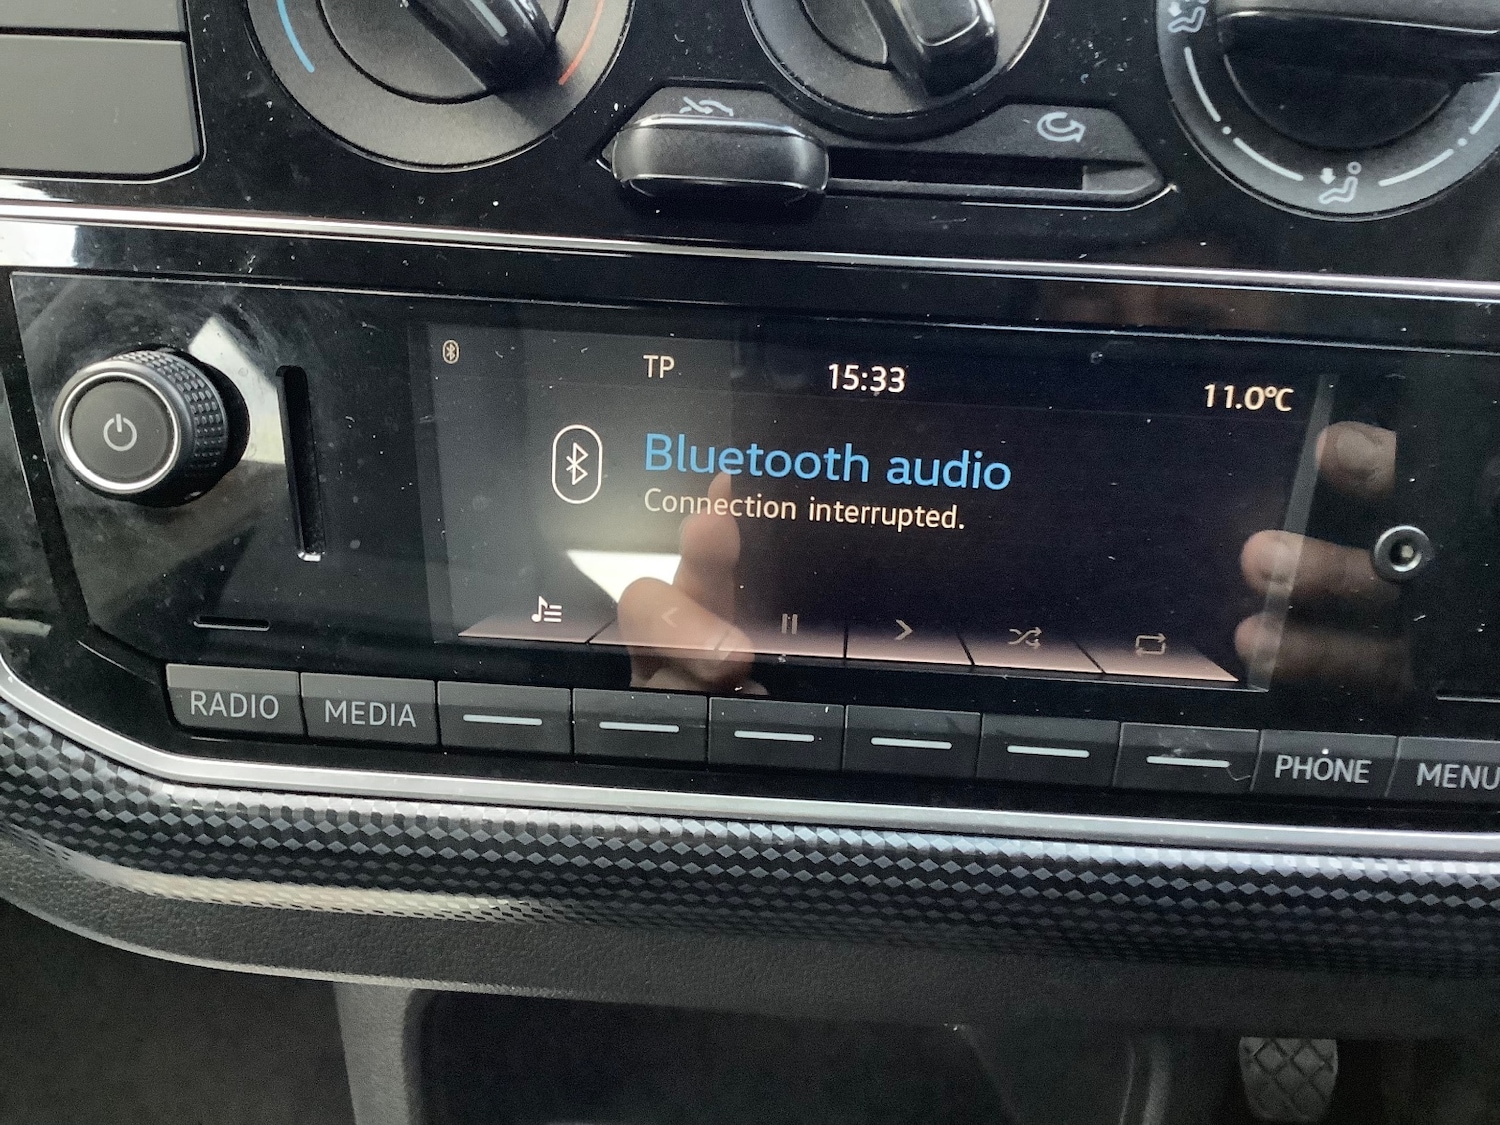 TP
15:33
11.0°C
Bluetooth audio
Connection interrupted.
RADIO
MEDIA
PHONE
MENU